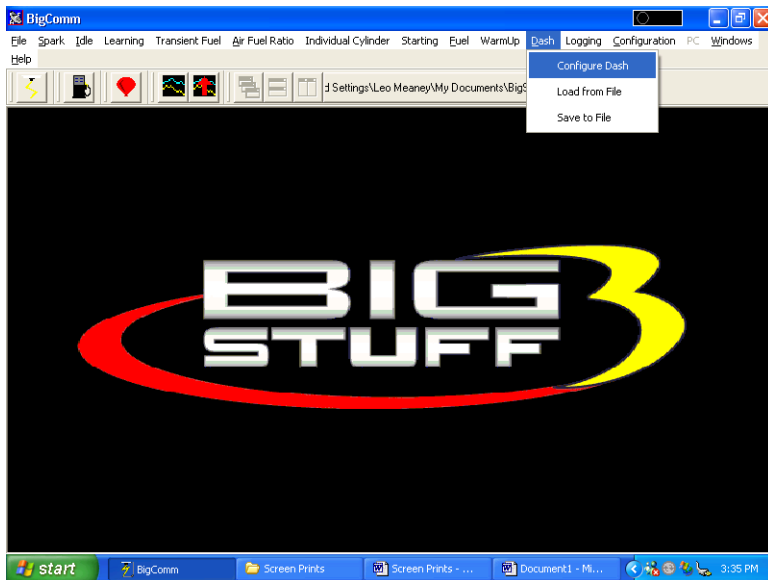 BigComm
File Spark Idle Learning Transient Fuel Air Fuel Ratio Individual Cylinder Starting Fuel WarmUp Dash Logging Configuration PC Windows
Help
Configure Dash
d Settings\Leo Meaney\My Documents\BigS
Load from File
Save to File
BIG
STUFF
3
start
BigComm
Screen Prints
Screen Prints - ...
Document1 - Mi...
3:35 PM